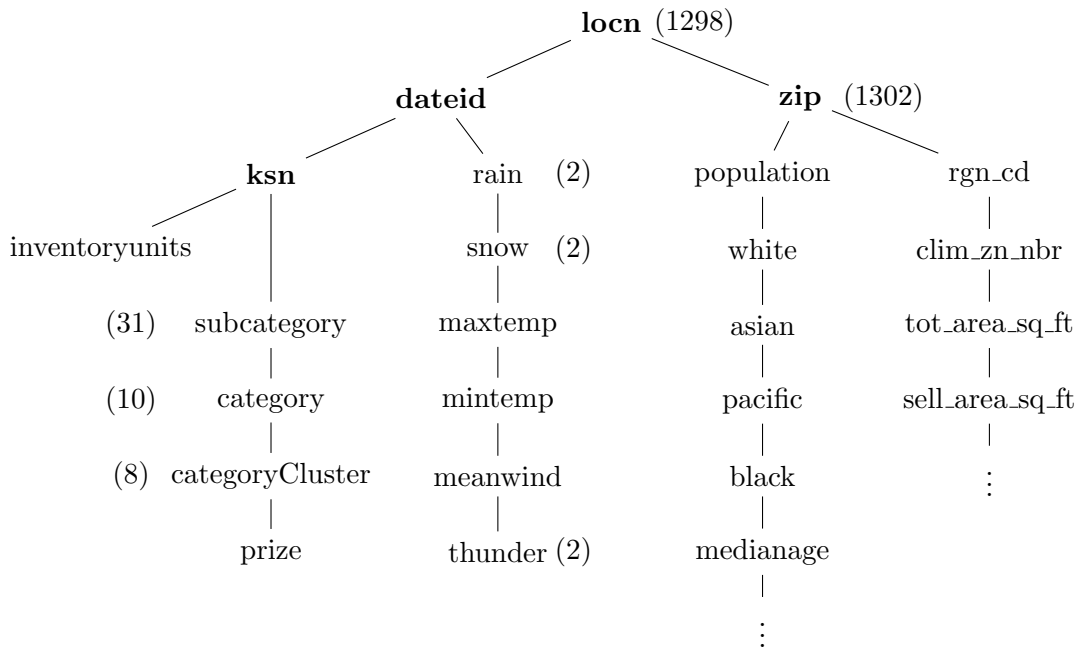 locn (1298)
dateid zip (1302)
ksn rain (2) population rgn_cd
inventoryunits snow (2) white clim_zn_nbr
(31) subcategory maxtemp asian tot_area_sq_ft
(10) category mintemp pacific sell_area_sq_ft
(8) categoryCluster meanwind black ⋮
prize thunder (2) medianage
⋮